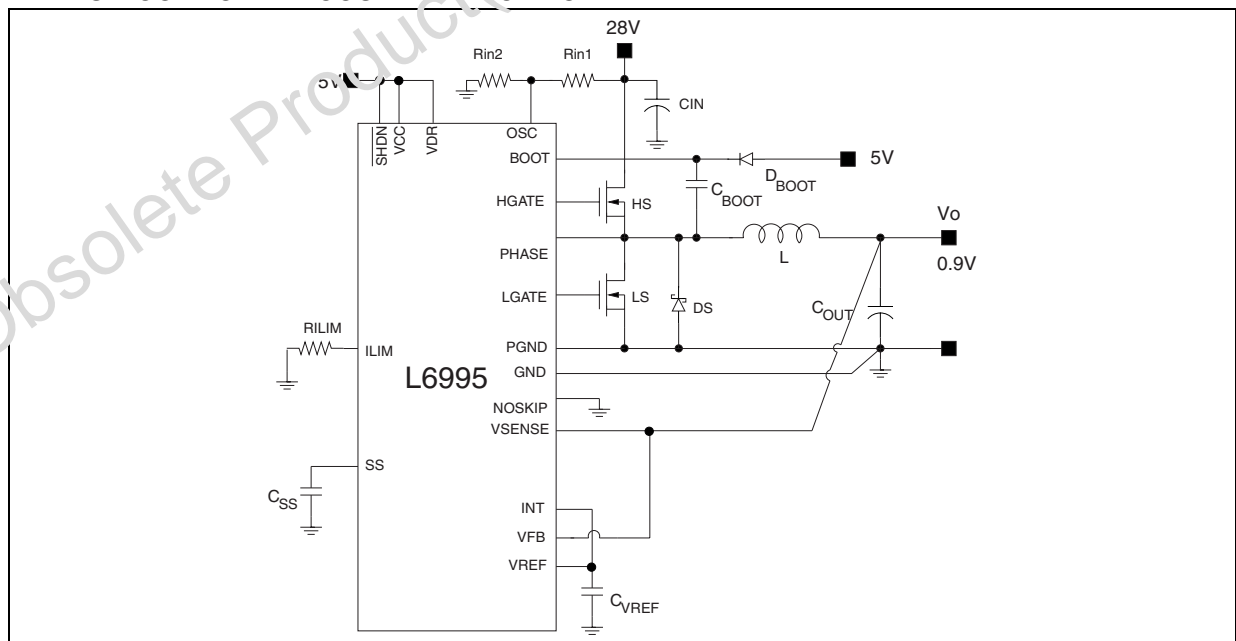 28V
Rin2
Rin1
5V
CIN
SHDN
VCC
VDR
OSC
BOOT
5V
DBOOT
CBOOT
HGATE
HS
Vo
PHASE
L
0.9V
LGATE
LS
DS
COUT
RILIM
ILIM
PGND
L6995
GND
NOSKIP
VSENSE
SS
CSS
INT
VFB
VREF
CVREF
Obsolete Product(